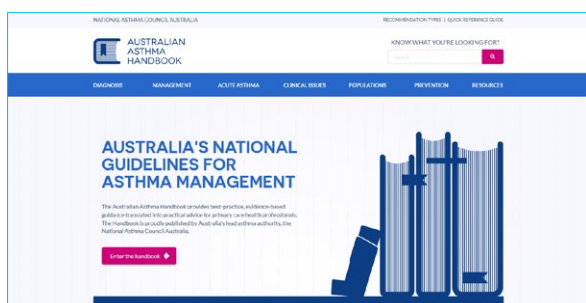 NATIONAL ASTHMA COUNCIL AUSTRALIA
RECOMMENDATION TYPES | QUICK REFERENCE GUIDE
AUSTRALIAN
ASTHMA
HANDBOOK
KNOW WHAT YOU'RE LOOKING FOR?
Search
DIAGNOSIS MANAGEMENT ACUTE ASTHMA CLINICAL ISSUES POPULATIONS PREVENTION RESOURCES
AUSTRALIA'S NATIONAL
GUIDELINES FOR
ASTHMA MANAGEMENT
The Australian Asthma Handbook provides best-practice, evidence-based
guidance translated into practical advice for primary care health professionals.
The Handbook is proudly published by Australia's lead asthma authority, the
National Asthma Council Australia.
Enter the handbook